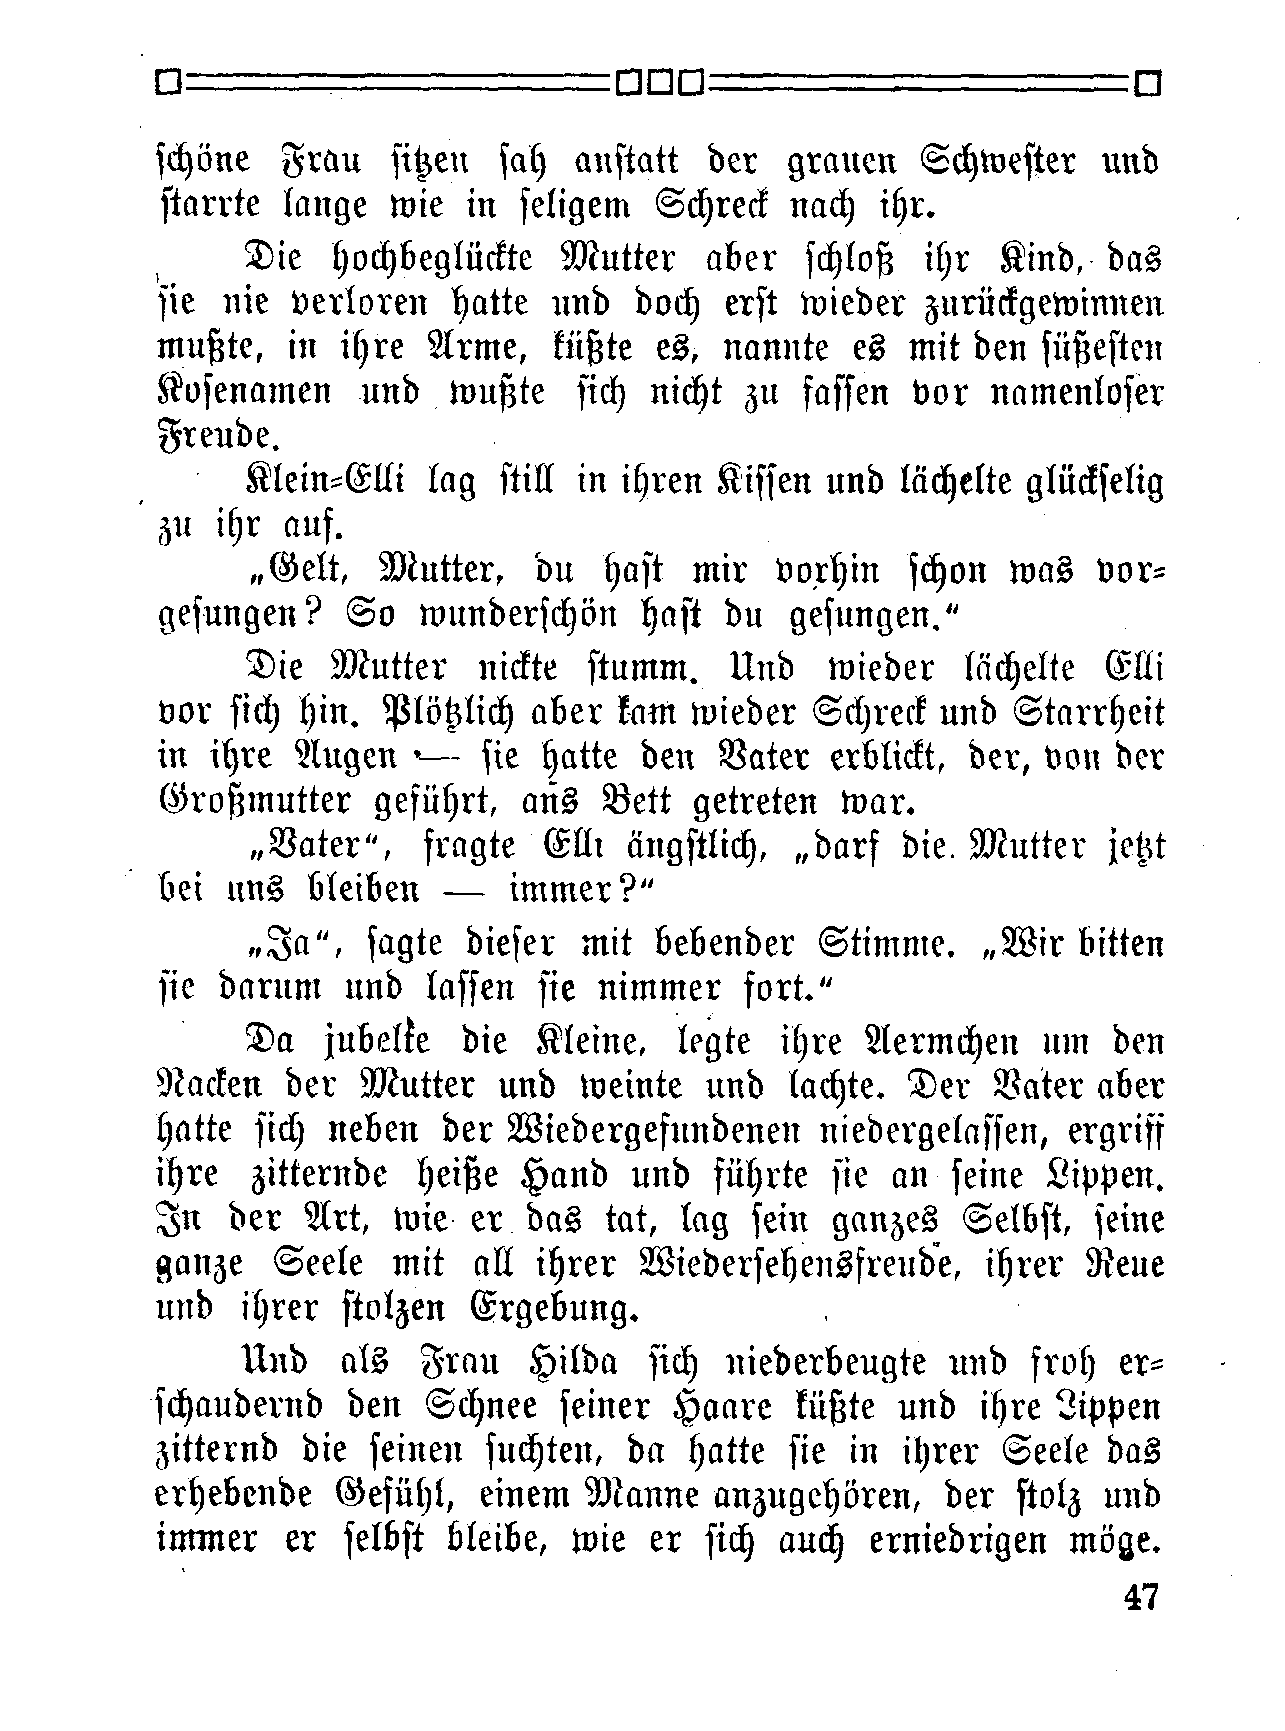 schöne Frau sitzen sah anstatt der grauen Schwester und
starrte lange wie in seligem Schreck nach ihr.
Die hochbeglückte Mutter aber schloß ihr Kind, das
sie nie verloren hatte und doch erst wieder zurückgewinnen
mußte, in ihre Arme, küßte es, nannte es mit den süßesten
Kosenamen und wußte sich nicht zu fassen vor namenloser
Freude.
Klein-Elli lag still in ihren Kissen und lächelte glückselig
zu ihr auf.
„Gelt, Mutter, du hast mir vorhin schon was vor-
gesungen? So wunderschön hast du gesungen.“
Die Mutter nickte stumm. Und wieder lächelte Elli
vor sich hin. Plötzlich aber kam wieder Schreck und Starrheit
in ihre Augen — sie hatte den Vater erblickt, der, von der
Großmutter geführt, ans Bett getreten war.
„Vater“, fragte Elli ängstlich, „darf die Mutter jetzt
bei uns bleiben — immer?“
„Ja“, sagte dieser mit bebender Stimme. „Wir bitten
sie darum und lassen sie nimmer fort.“
Da jubelte die Kleine, legte ihre Aermchen um den
Nacken der Mutter und weinte und lachte. Der Vater aber
hatte sich neben der Wiedergefundenen niedergelassen, ergriff
ihre zitternde heiße Hand und führte sie an seine Lippen.
In der Art, wie er das tat, lag sein ganzes Selbst, seine
ganze Seele mit all ihrer Wiedersehensfreude, ihrer Reue
und ihrer stolzen Ergebung.
Und als Frau Hilda sich niederbeugte und froh er-
schaudernd den Schnee seiner Haare küßte und ihre Lippen
zitternd die seinen suchten, da hatte sie in ihrer Seele das
erhebende Gefühl, einem Manne anzugehören, der stolz und
immer er selbst bleibe, wie er sich auch erniedrigen möge.
47